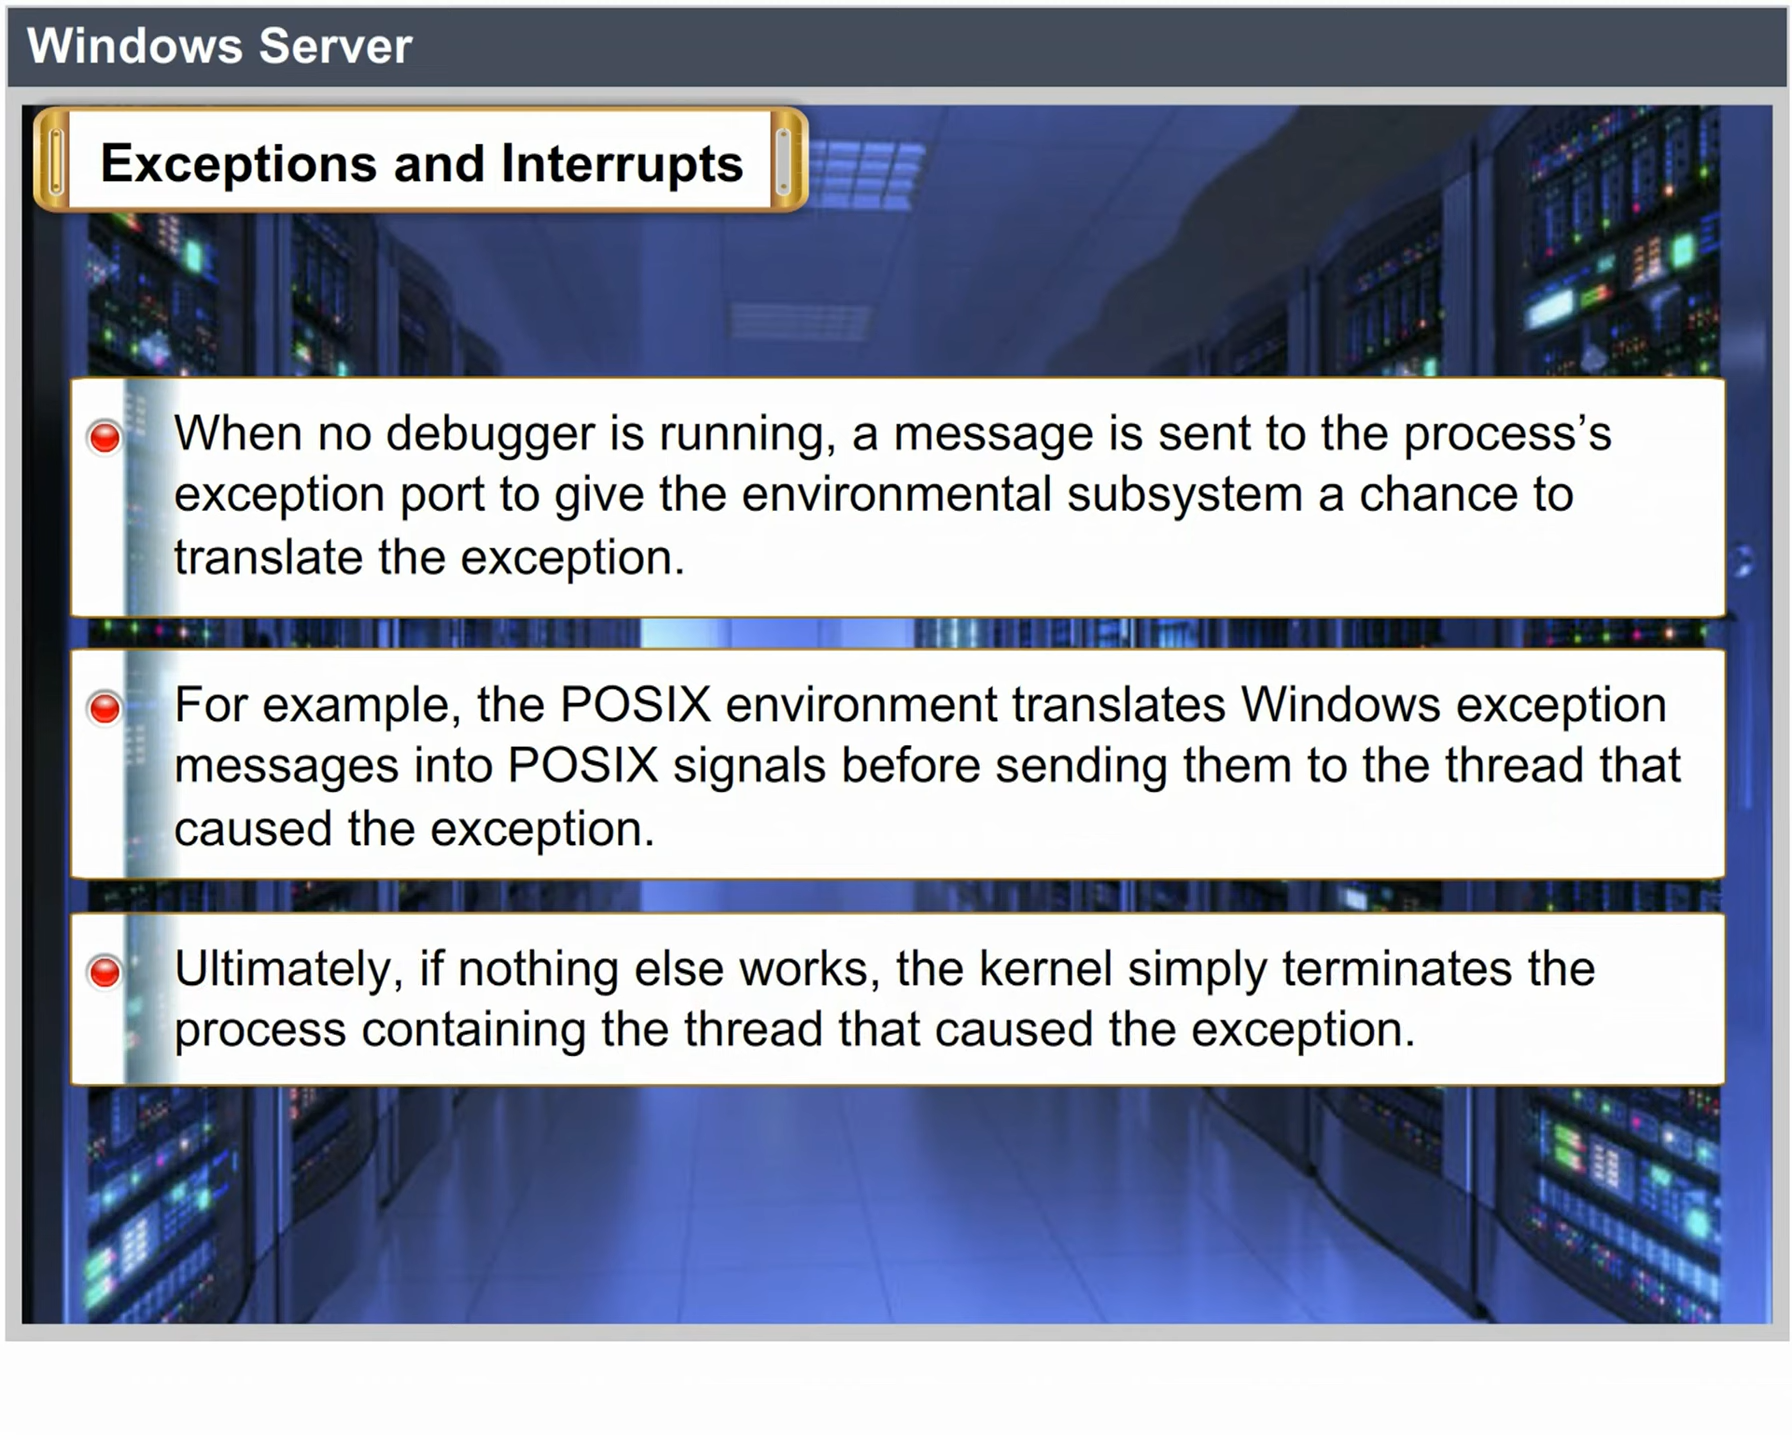 Windows Server
Exceptions and Interrupts
When no debugger is running, a message is sent to the process’s
exception port to give the environmental subsystem a chance to
translate the exception.
For example, the POSIX environment translates Windows exception
messages into POSIX signals before sending them to the thread that
caused the exception.
Ultimately, if nothing else works, the kernel simply terminates the
process containing the thread that caused the exception.